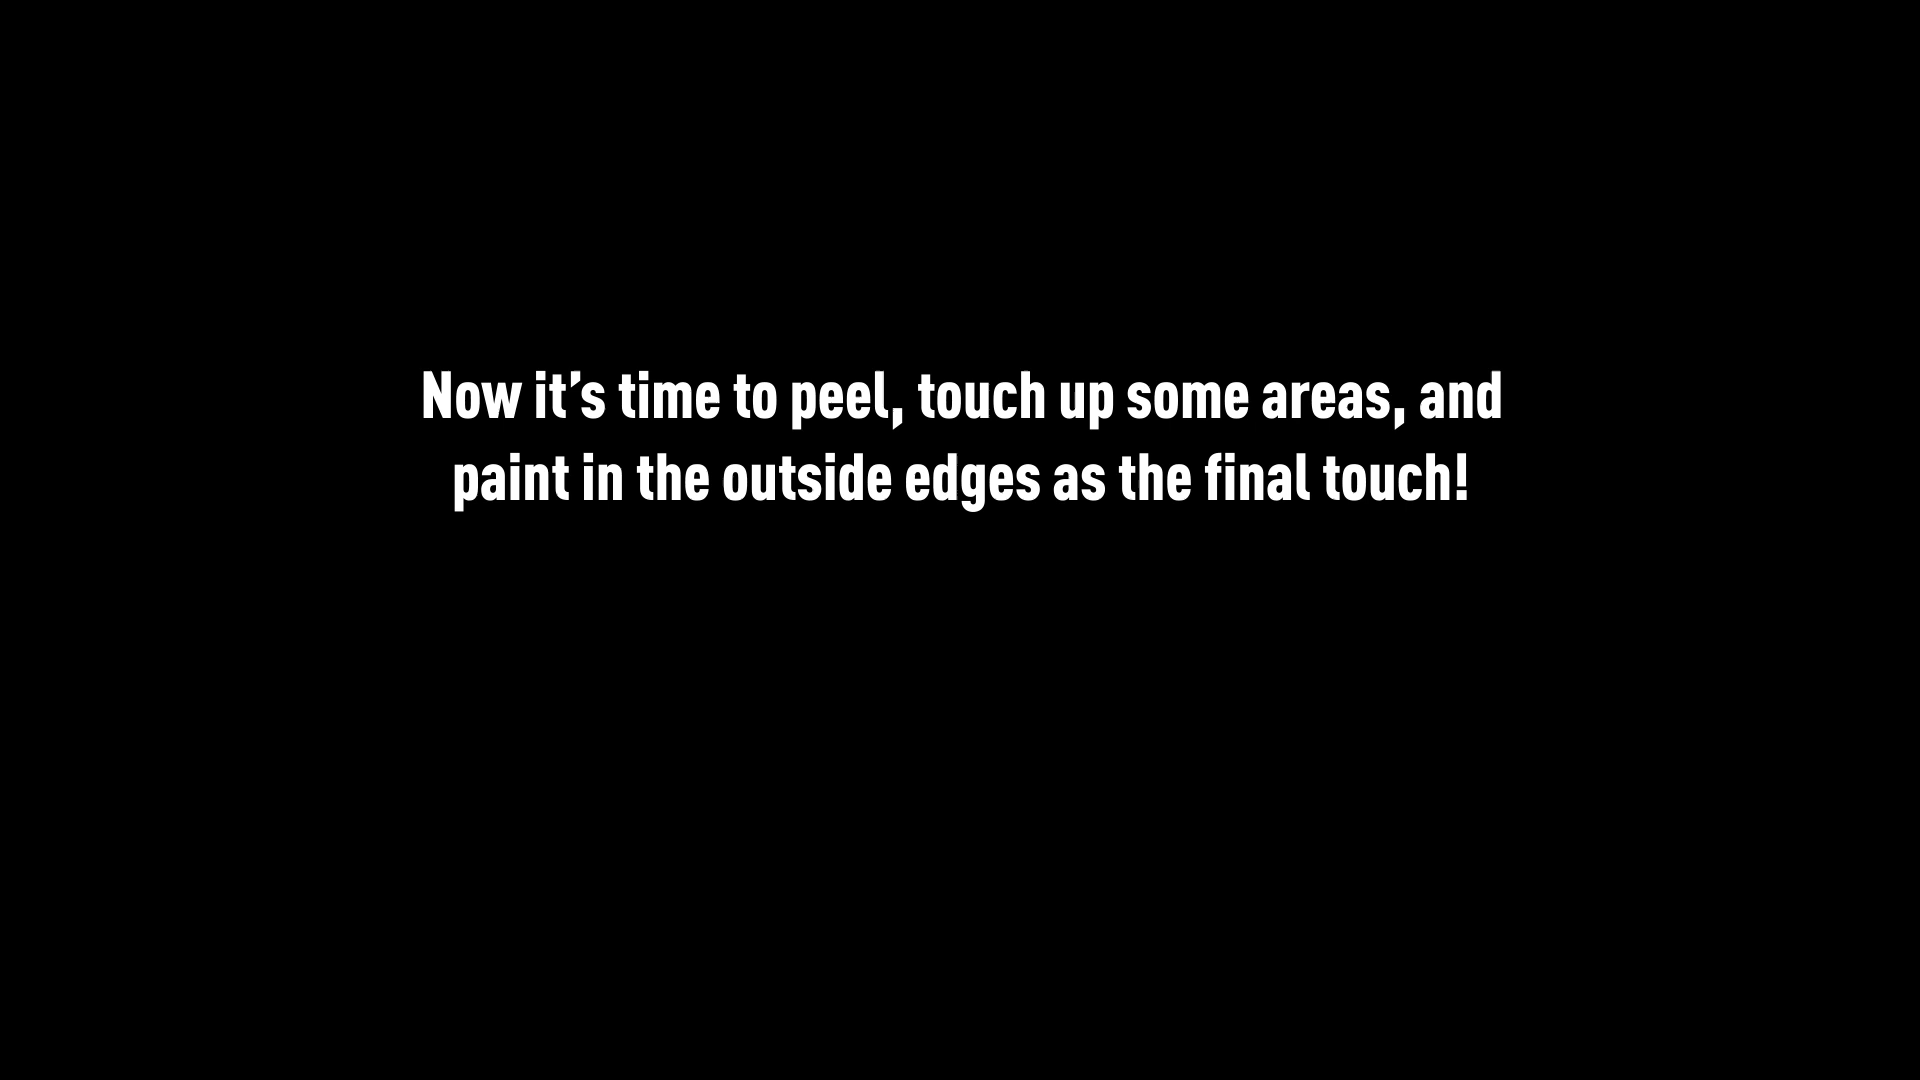 Now it’s time to peel, touch up some areas, and
paint in the outside edges as the final touch!